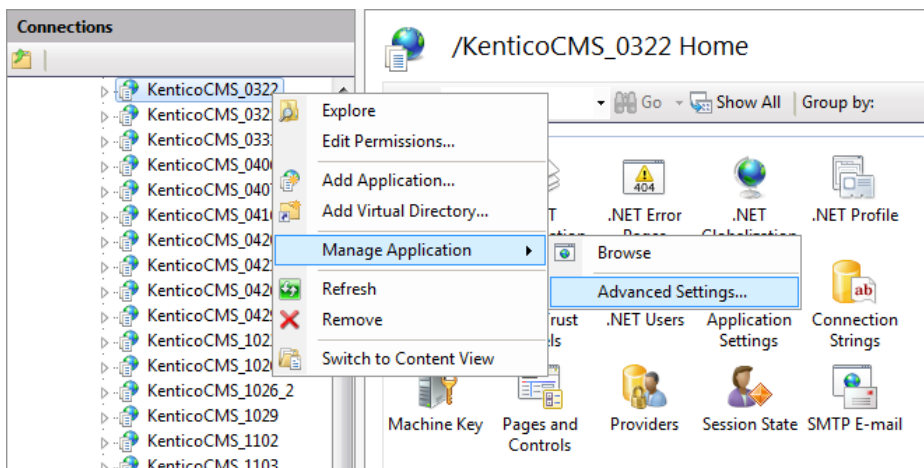 Connections
KenticoCMS_0322
KenticoCMS_032
KenticoCMS_033
KenticoCMS_040
KenticoCMS_040
KenticoCMS_041
KenticoCMS_042
KenticoCMS_042
KenticoCMS_042
KenticoCMS_042
KenticoCMS_102
KenticoCMS_102
KenticoCMS_1026_2
KenticoCMS_1029
KenticoCMS_1102
KenticoCMS_1103
Explore
Edit Permissions...
Add Application...
Add Virtual Directory...
Manage Application
Refresh
Remove
Switch to Content View
Browse
Advanced Settings...
/KenticoCMS_0322 Home
Go Show All Group by:
404
.NET Error
Pages
.NET
Globalization
.NET Profile
.NET Users
Application
Settings
ab
Connection
Strings
Machine Key
Pages and
Controls
Providers
Session State
SMTP E-mail